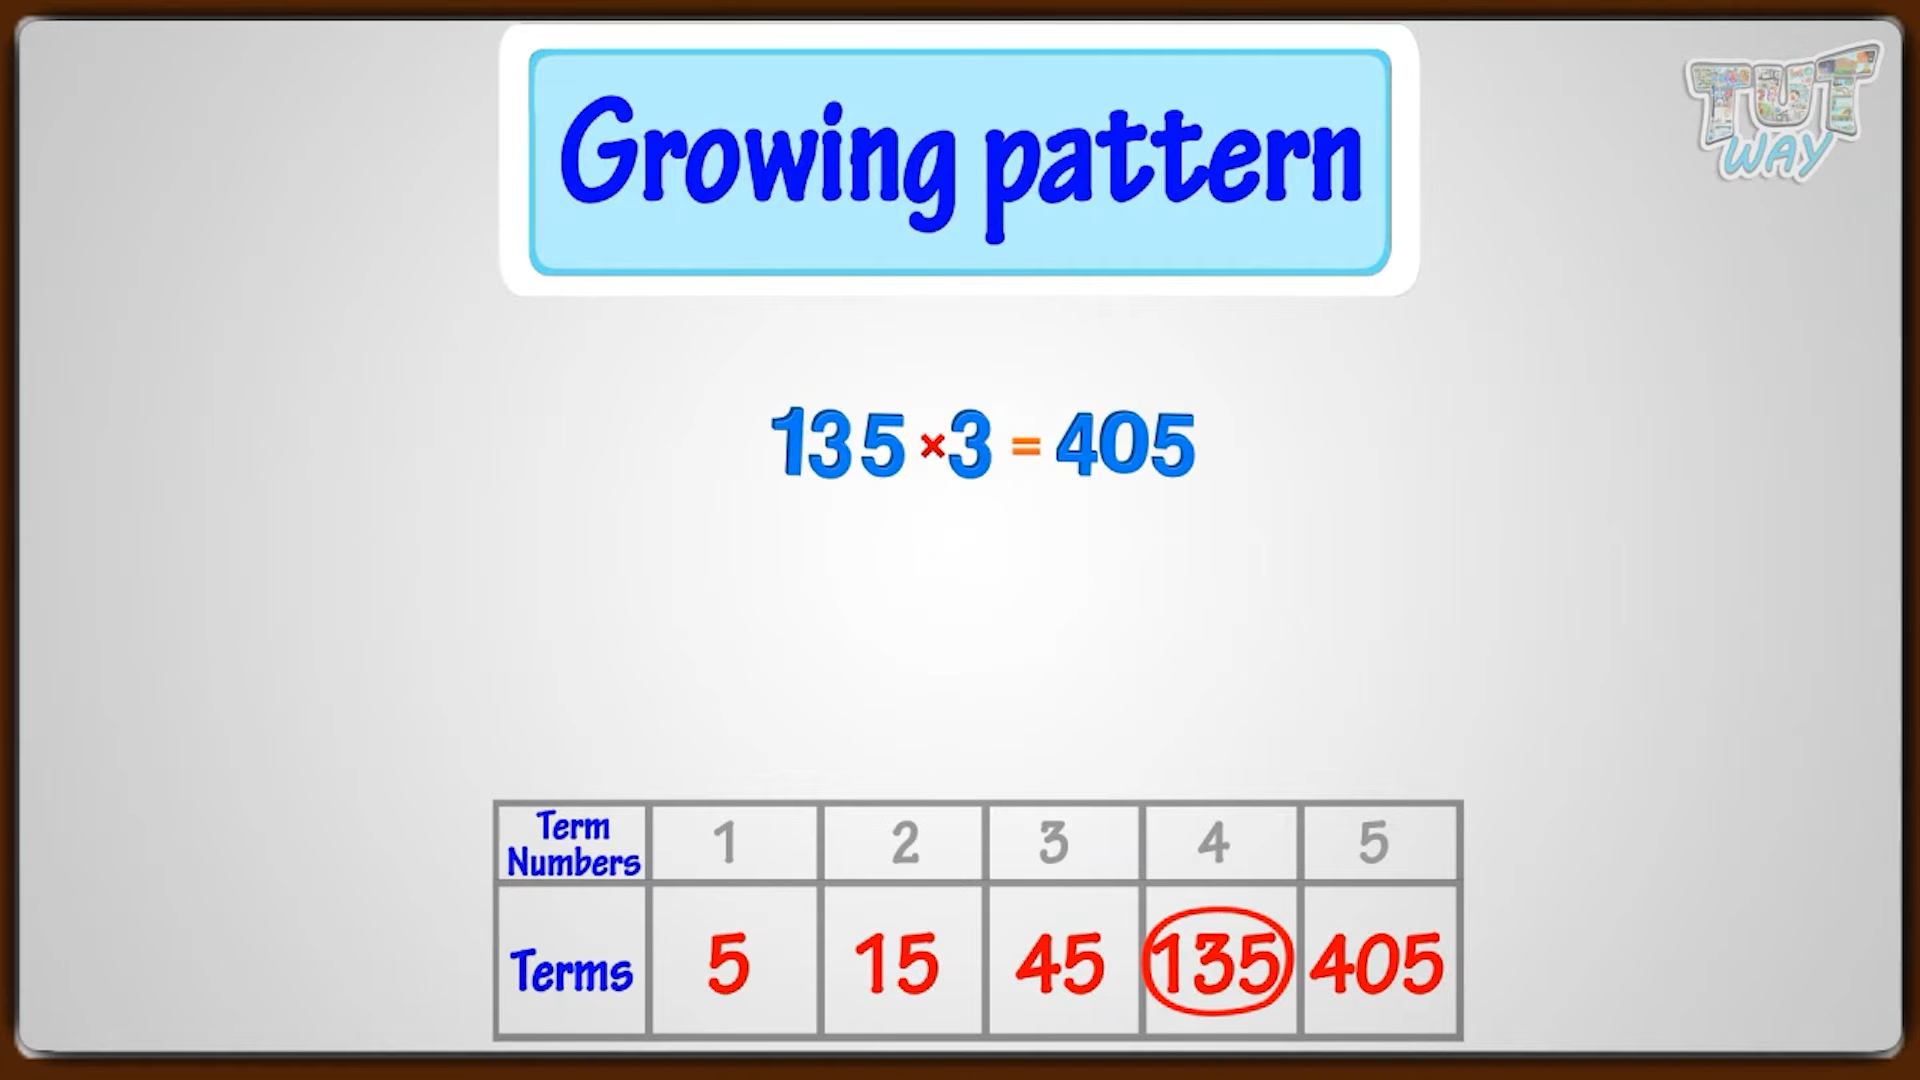 Growing pattern
TUT
WAY
135 × 3 = 405
Term Numbers 1 2 3 4 5
Terms 5 15 45 135 405